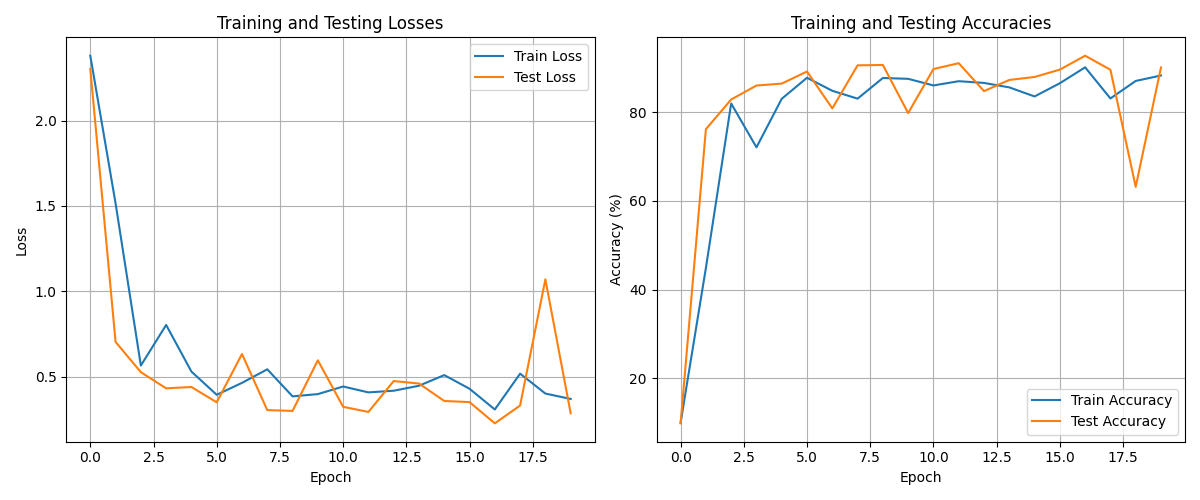 Training and Testing Losses
Train Loss
Test Loss
2.0
1.5
1.0
0.5
Loss
0.0
2.5
5.0
7.5
10.0
12.5
15.0
17.5
Epoch
Training and Testing Accuracies
80
60
40
20
Accuracy (%)
Train Accuracy
Test Accuracy
0.0
2.5
5.0
7.5
10.0
12.5
15.0
17.5
Epoch